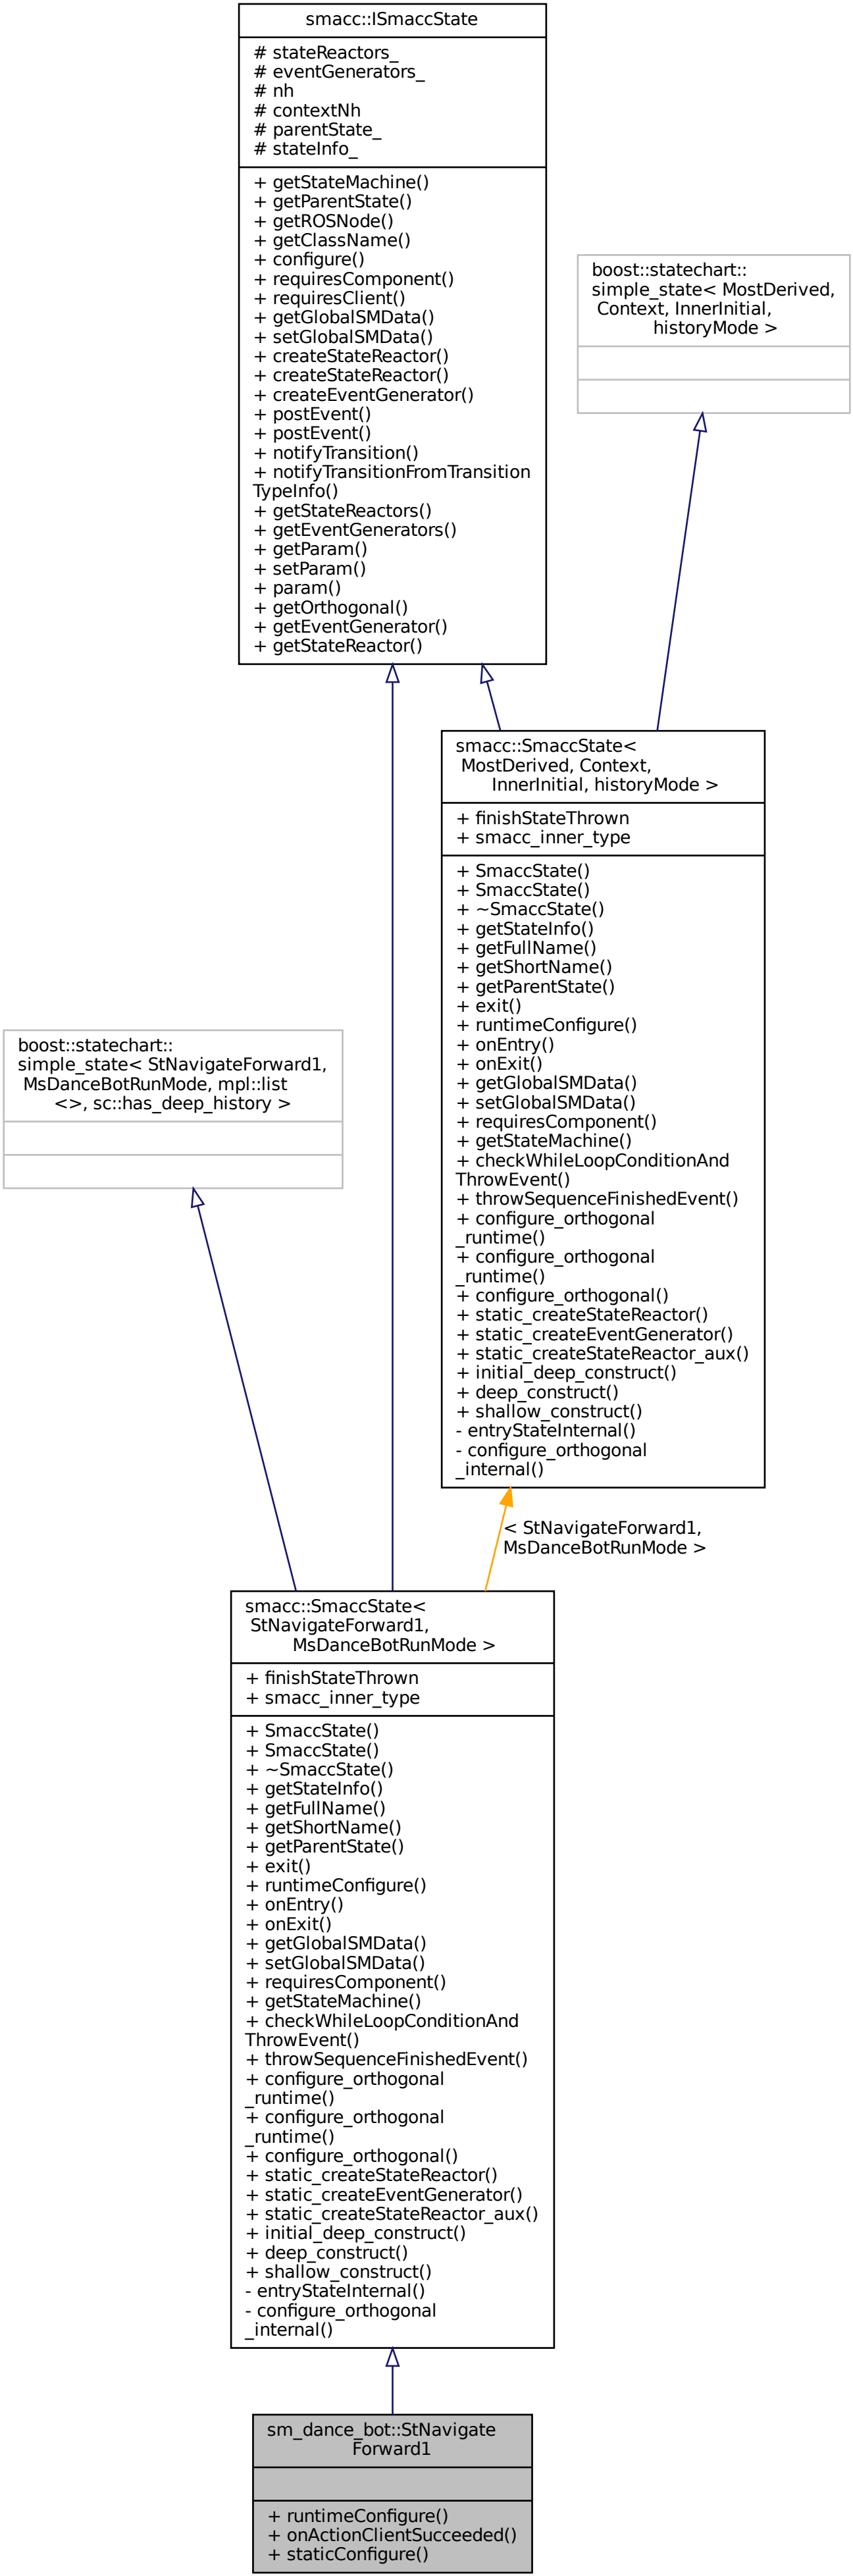 smacc::ISmaccState
# stateReactors_
# eventGenerators_
# nh
# contextNh
# parentState_
# stateInfo_
+ getStateMachine()
+ getParentState()
+ getROSNode()
+ getClassName()
+ configure()
+ requiresComponent()
+ requiresClient()
+ getGlobalSMData()
+ setGlobalSMData()
+ createStateReactor()
+ createStateReactor()
+ createEventGenerator()
+ postEvent()
+ postEvent()
+ notifyTransition()
+ notifyTransitionFromTransition
TypeInfo()
+ getStateReactors()
+ getEventGenerators()
+ getParam()
+ setParam()
+ param()
+ getOrthogonal()
+ getEventGenerator()
+ getStateReactor()
boost::statechart::
simple_state< MostDerived,
Context, InnerInitial,
historyMode >
smacc::SmaccState<
MostDerived, Context,
InnerInitial, historyMode >
+ finishStateThrown
+ smacc_inner_type
+ SmaccState()
+ SmaccState()
+ ~SmaccState()
+ getStateInfo()
+ getFullName()
+ getShortName()
+ getParentState()
+ exit()
+ runtimeConfigure()
+ onEntry()
+ onExit()
+ getGlobalSMData()
+ setGlobalSMData()
+ requiresComponent()
+ getStateMachine()
+ checkWhileLoopConditionAnd
ThrowEvent()
+ throwSequenceFinishedEvent()
+ configure_orthogonal
_runtime()
+ configure_orthogonal
_runtime()
+ configure_orthogonal()
+ static_createStateReactor()
+ static_createEventGenerator()
+ static_createStateReactor_aux()
+ initial_deep_construct()
+ deep_construct()
+ shallow_construct()
- entryStateInternal()
- configure_orthogonal
_internal()
boost::statechart::
simple_state< StNavigateForward1,
MsDanceBotRunMode, mpl::list
<>, sc::has_deep_history >
< StNavigateForward1,
MsDanceBotRunMode >
smacc::SmaccState<
StNavigateForward1,
MsDanceBotRunMode >
+ finishStateThrown
+ smacc_inner_type
+ SmaccState()
+ SmaccState()
+ ~SmaccState()
+ getStateInfo()
+ getFullName()
+ getShortName()
+ getParentState()
+ exit()
+ runtimeConfigure()
+ onEntry()
+ onExit()
+ getGlobalSMData()
+ setGlobalSMData()
+ requiresComponent()
+ getStateMachine()
+ checkWhileLoopConditionAnd
ThrowEvent()
+ throwSequenceFinishedEvent()
+ configure_orthogonal
_runtime()
+ configure_orthogonal
_runtime()
+ configure_orthogonal()
+ static_createStateReactor()
+ static_createEventGenerator()
+ static_createStateReactor_aux()
+ initial_deep_construct()
+ deep_construct()
+ shallow_construct()
- entryStateInternal()
- configure_orthogonal
_internal()
sm_dance_bot::StNavigate
Forward1
+ runtimeConfigure()
+ onActionClientSucceeded()
+ staticConfigure()